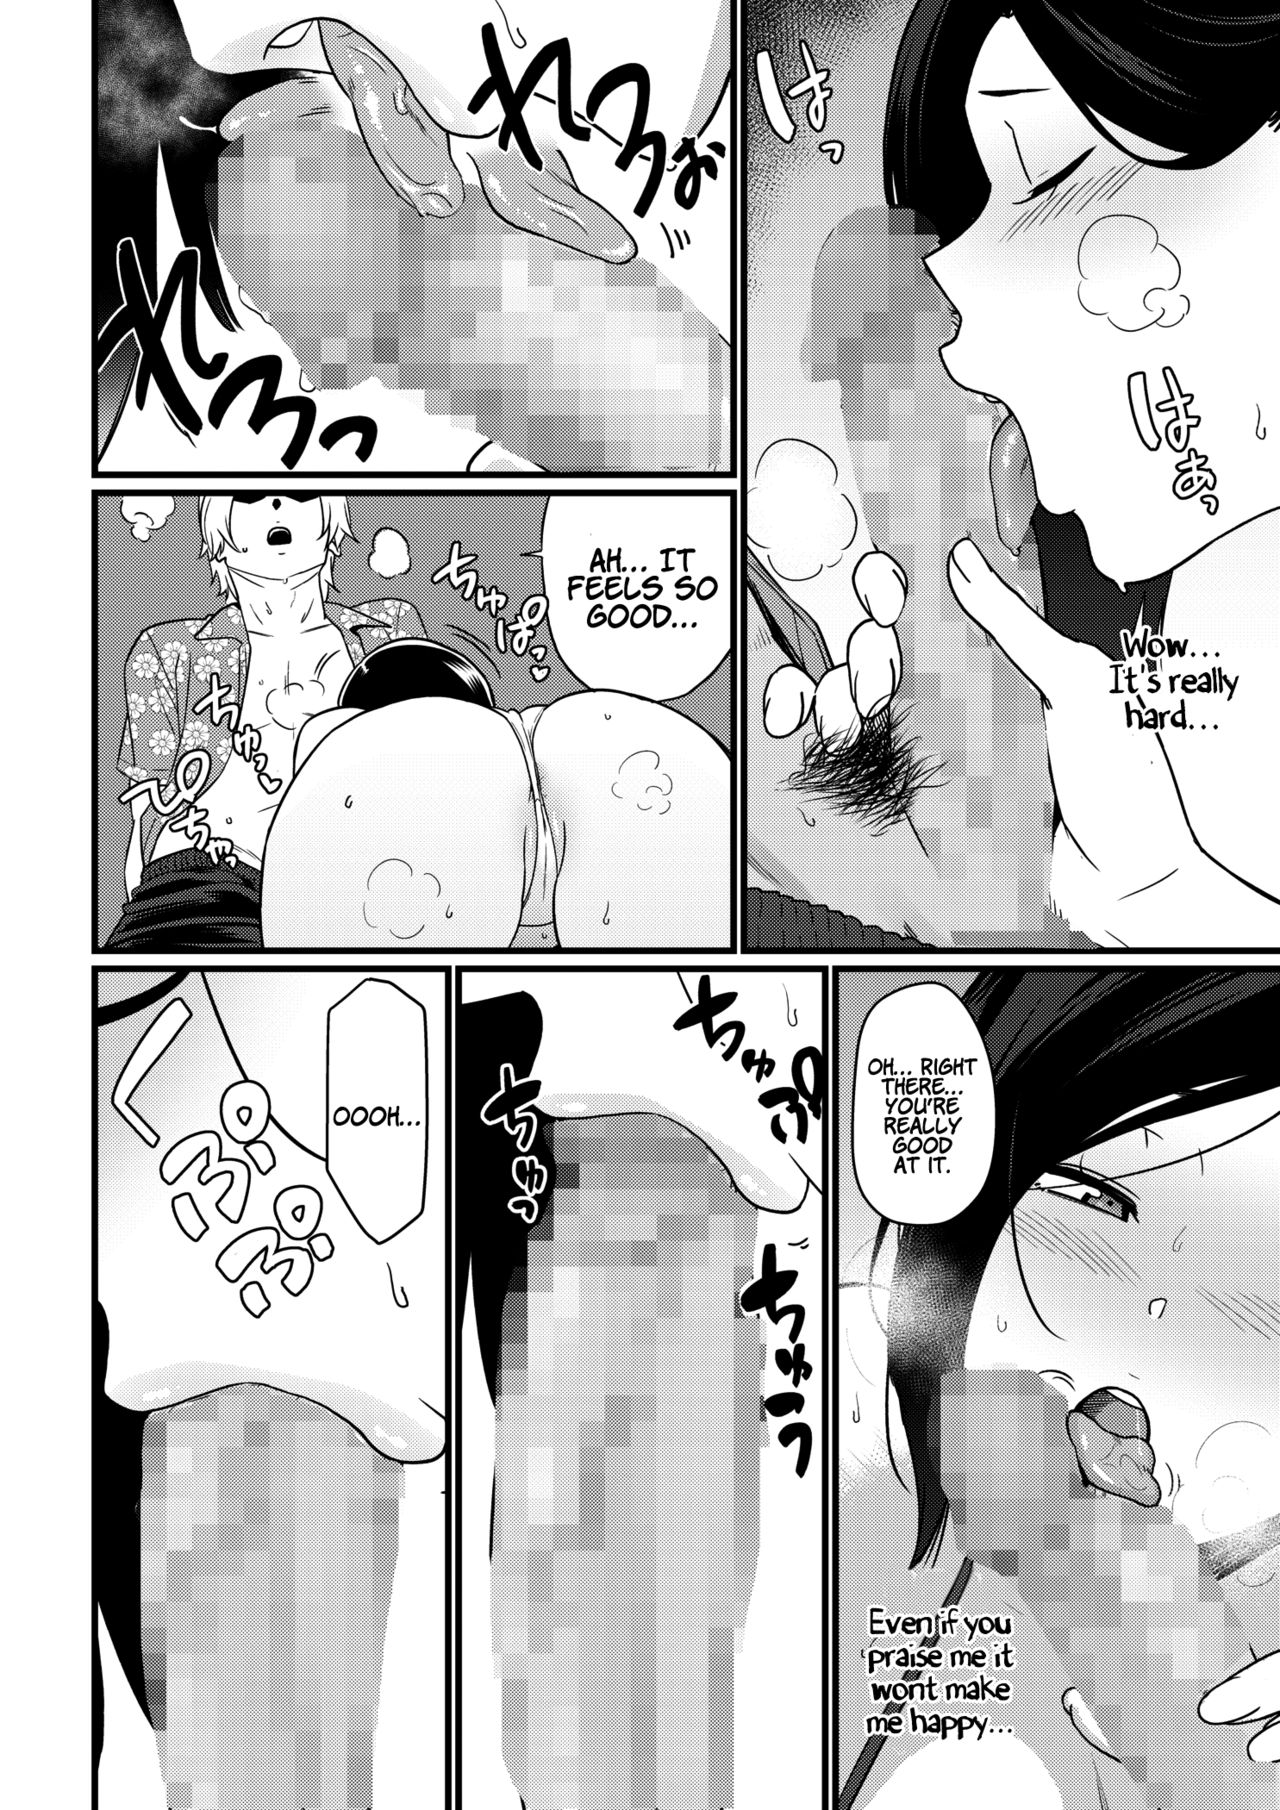 はっ
はぁっ
Wow...
It's really
hard...
れろぉ
れろっ
AH... IT
FEELS SO
GOOD...
ちゅぱっ♡
ちゅっ♡
ぴちゃっ
OH... RIGHT
THERE...
YOU'RE
REALLY
GOOD
AT IT.
Even if you
praise me it
wont make
me happy...
ちゅぷ
ちゅっ
ちゅうう
OOOH...
くぷぷ